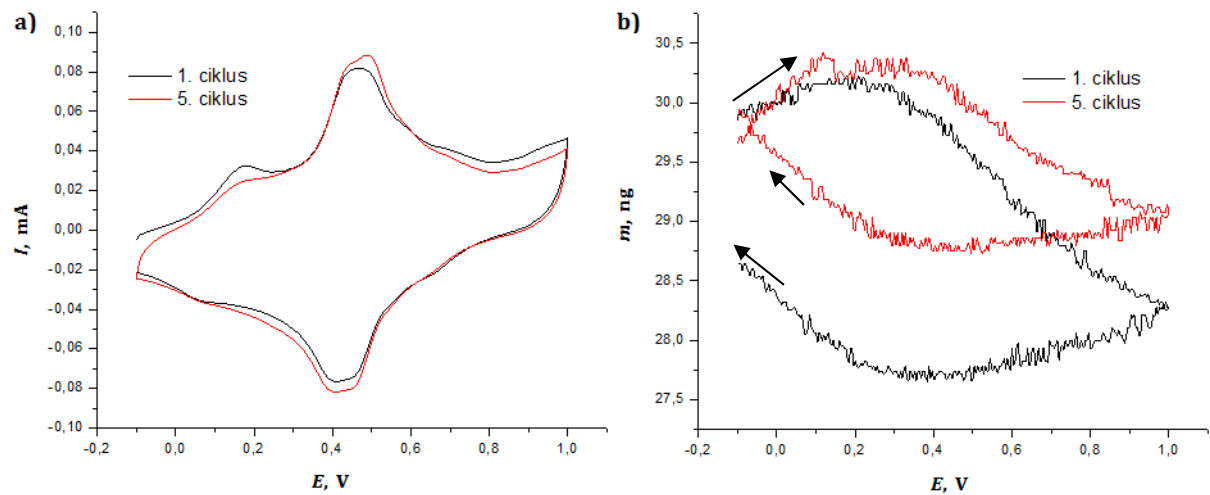 a)
0,10
0,08
0,06
0,04
0,02
0,00
-0,02
-0,04
-0,06
-0,08
-0,10
I, mA
1. ciklus
5. ciklus
-0,2 0,0 0,2 0,4 0,6 0,8 1,0
E, V
b)
30,5
30,0
29,5
29,0
28,5
28,0
27,5
m, ng
1. ciklus
5. ciklus
-0,2 0,0 0,2 0,4 0,6 0,8 1,0
E, V